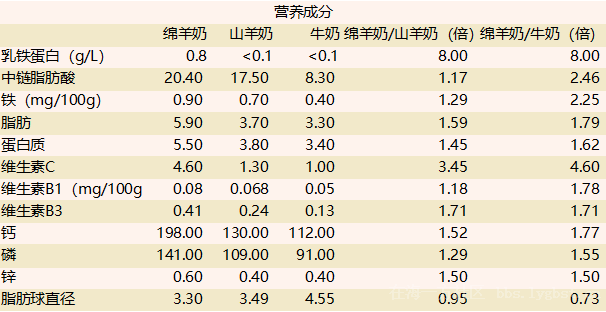 营养成分
绵羊奶 山羊奶 牛奶 绵羊奶/山羊奶（倍） 绵羊奶/牛奶（倍）
乳铁蛋白（g/L） 0.8 <0.1 <0.1 8.00 8.00
中链脂肪酸 20.40 17.50 8.30 1.17 2.46
铁（mg/100g） 0.90 0.70 0.40 1.29 2.25
脂肪 5.90 3.70 3.30 1.59 1.79
蛋白质 5.50 3.80 3.40 1.45 1.62
维生素C 4.60 1.30 1.00 3.45 4.60
维生素B1（mg/100g 0.08 0.068 0.05 1.18 1.78
维生素B3 0.41 0.24 0.13 1.71 1.71
钙 198.00 130.00 112.00 1.52 1.77
磷 141.00 109.00 91.00 1.29 1.55
锌 0.60 0.40 0.40 1.50 1.50
脂肪球直径 3.30 3.49 4.55 0.95 0.73